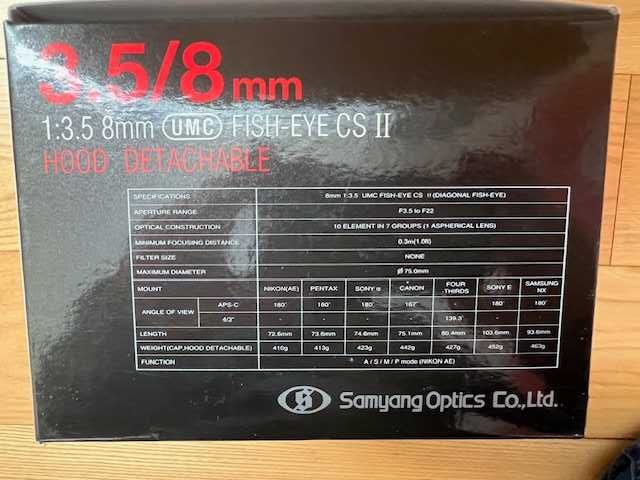 3.5/8mm
1:3.5 8mm UMC FISH-EYE CS II
HOOD DETACHABLE
SPECIFICATIONS 8mm 1:3.5 UMC FISH-EYE CS II (DIAGONAL FISH-EYE)
APERTURE RANGE F3.5 to F22
OPTICAL CONSTRUCTION 10 ELEMENT IN 7 GROUPS (1 ASPHERICAL LENS)
MINIMUM FOCUSING DISTANCE 0.3m(1.0ft)
FILTER SIZE NONE
MAXIMUM DIAMETER Ø 75.0mm
MOUNT NIKON(AE) PENTAX SONY α CANON FOUR -THIRDS SONY E SAMSUNG NX
ANGLE OF VIEW APS-C 180˚ 180˚ 180˚ 167˚ 180˚ 180˚
4/3" 139.3˚
LENGTH 72.6mm 73.6mm 74.6mm 75.1mm 80.4mm 103.6mm 93.6mm
WEIGHT(CAP,HOOD DETACHABLE) 410g 413g 423g 442g 427g 452g 463g
FUNCTION A / S / M / P mode (NIKON AE)
Samyang Optics Co.,Ltd.